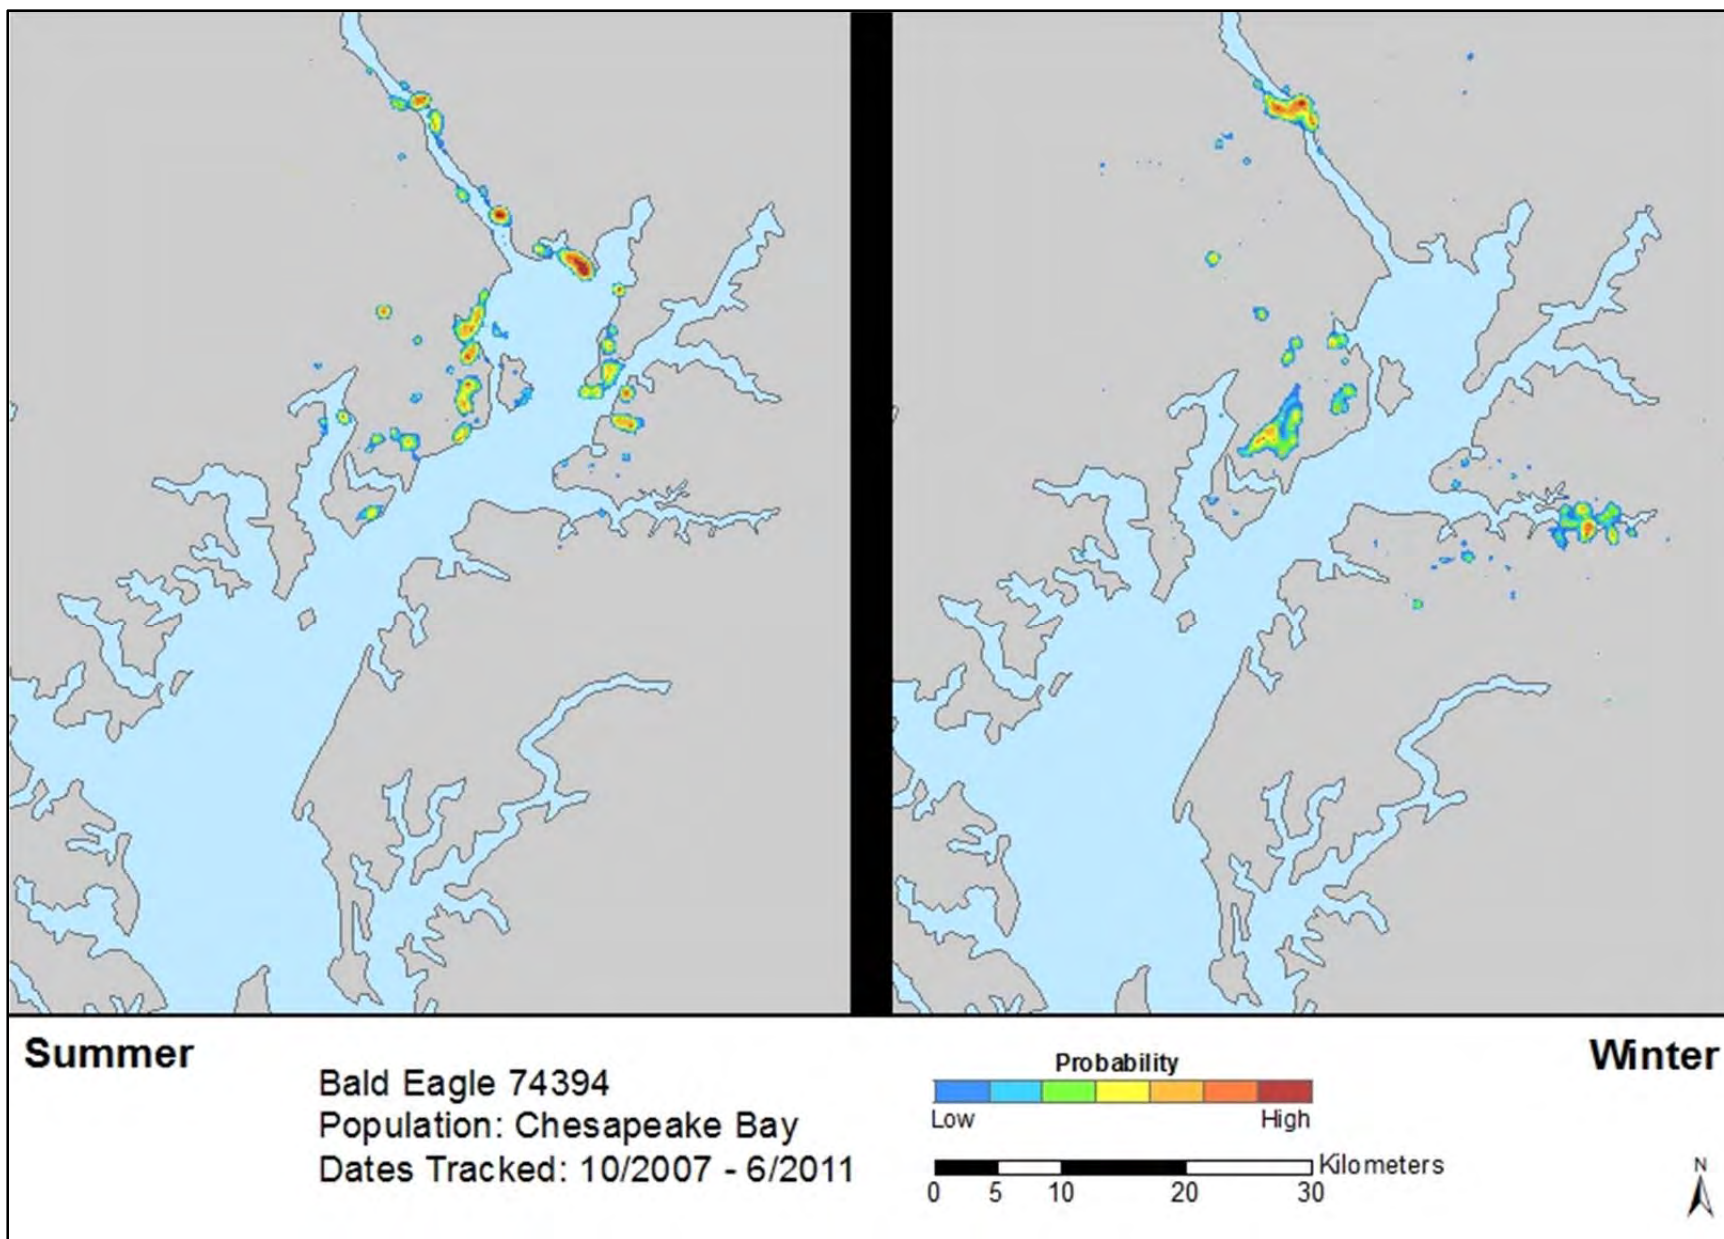 Summer
Winter
Bald Eagle 74394
Population: Chesapeake Bay
Dates Tracked: 10/2007 - 6/2011
Probability
Low
High
Kilometers
0 5 10 20 30
N